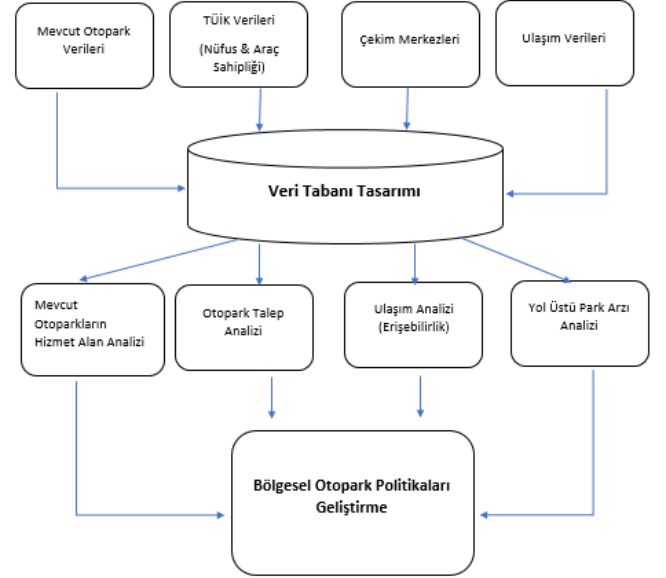 Mevcut Otopark
Verileri
TÜİK Verileri
(Nüfus & Araç
Sahipliği)
Çekim Merkezleri
Ulaşım Verileri
Veri Tabanı Tasarımı
Mevcut
Otoparkların
Hizmet Alan Analizi
Otopark Talep
Analizi
Ulaşım Analizi
(Erişebilirlik)
Yol Üstü Park Arzı
Analizi
Bölgesel Otopark Politikaları
Geliştirme